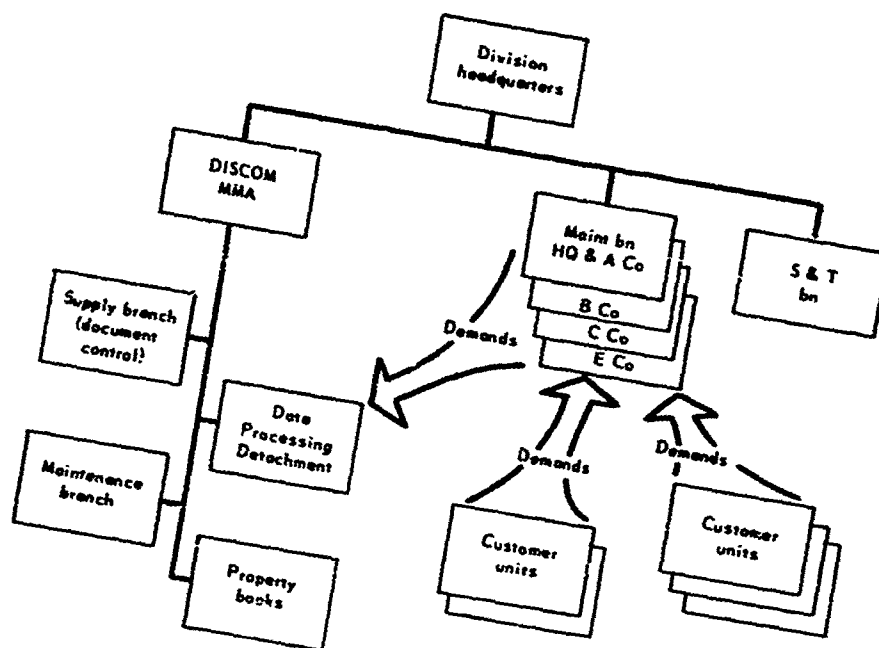 Division
headquarters
DISCOM
MMA
Maint bn
HQ & A Co
B Co
C Co
E Co
S & T
bn
Supply branch
(document
control)
Demands
Data
Processing
Detachment
Maintenance
branch
Demands
Demands
Customer
units
Customer
units
Property
books